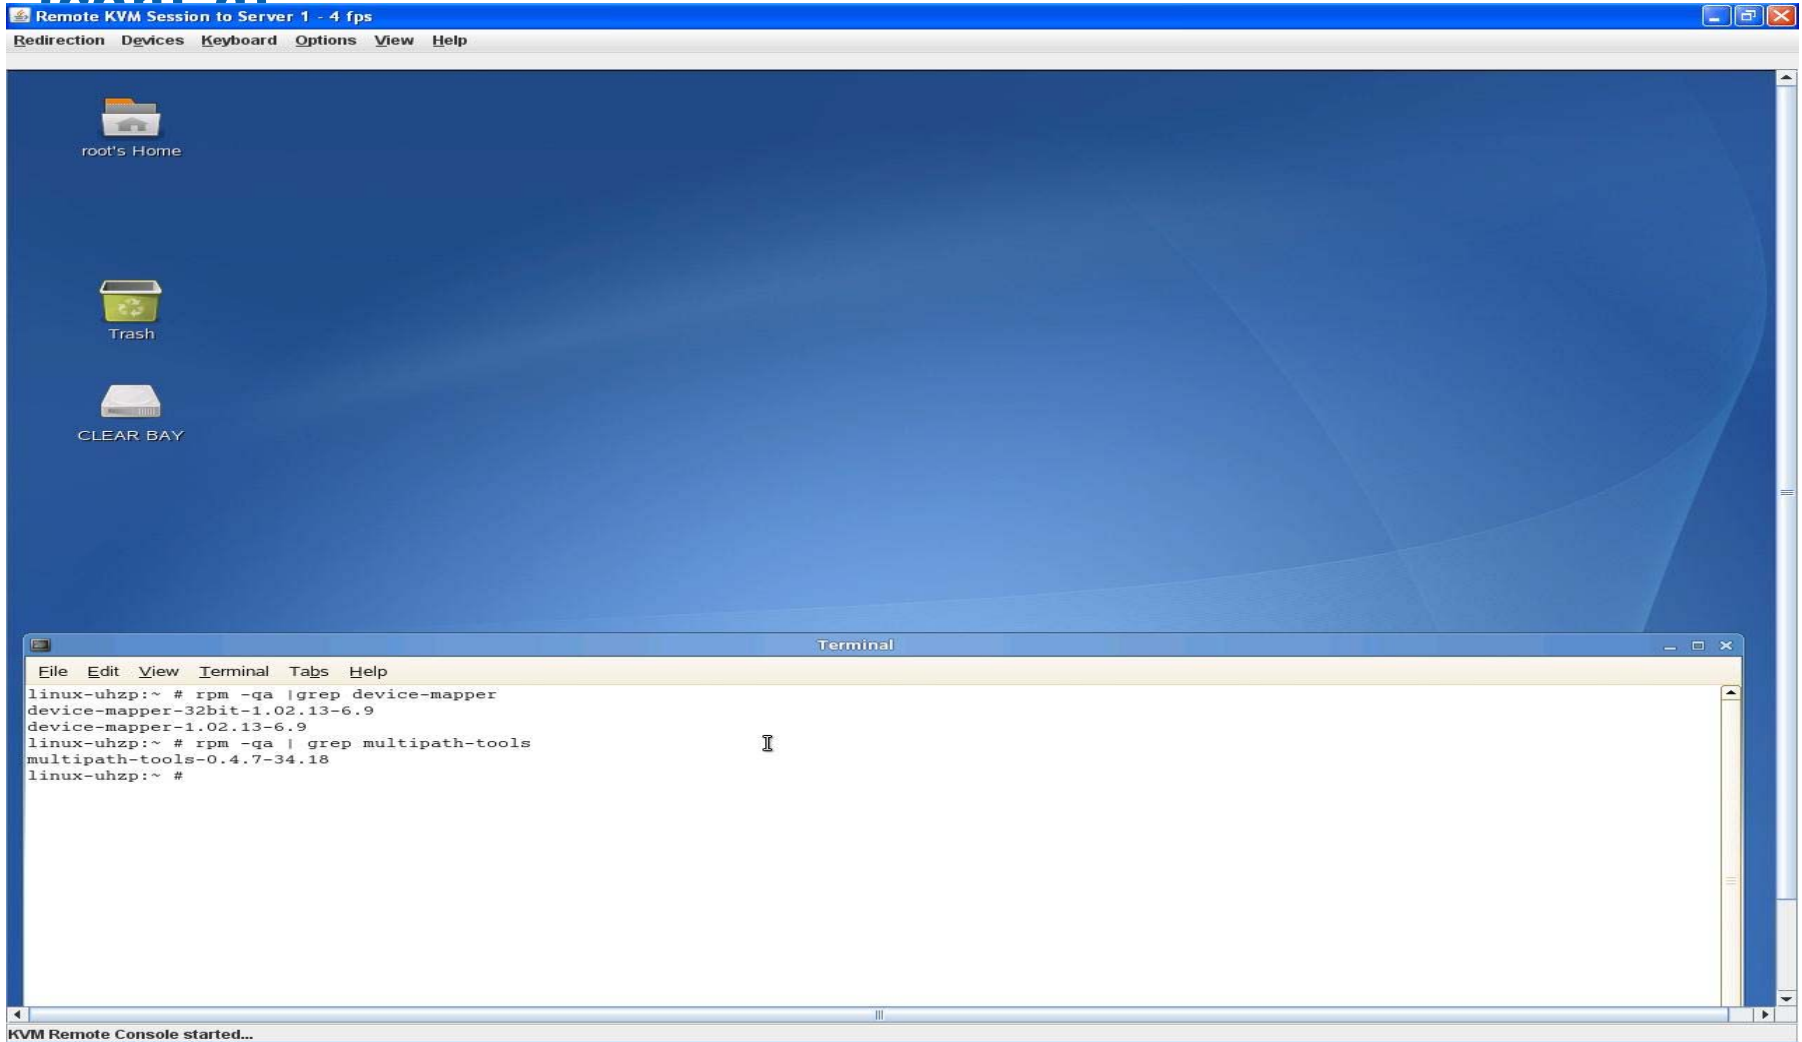 Remote KVM Session to Server 1 - 4 fps
Redirection Devices Keyboard Options View Help
root's Home
Trash
CLEAR BAY
Terminal
File Edit View Terminal Tabs Help
linux-uhzp:~ # rpm -qa |grep device-mapper
device-mapper-32bit-1.02.13-6.9
device-mapper-1.02.13-6.9
linux-uhzp:~ # rpm -qa | grep multipath-tools
multipath-tools-0.4.7-34.18
linux-uhzp:~ #
KVM Remote Console started...